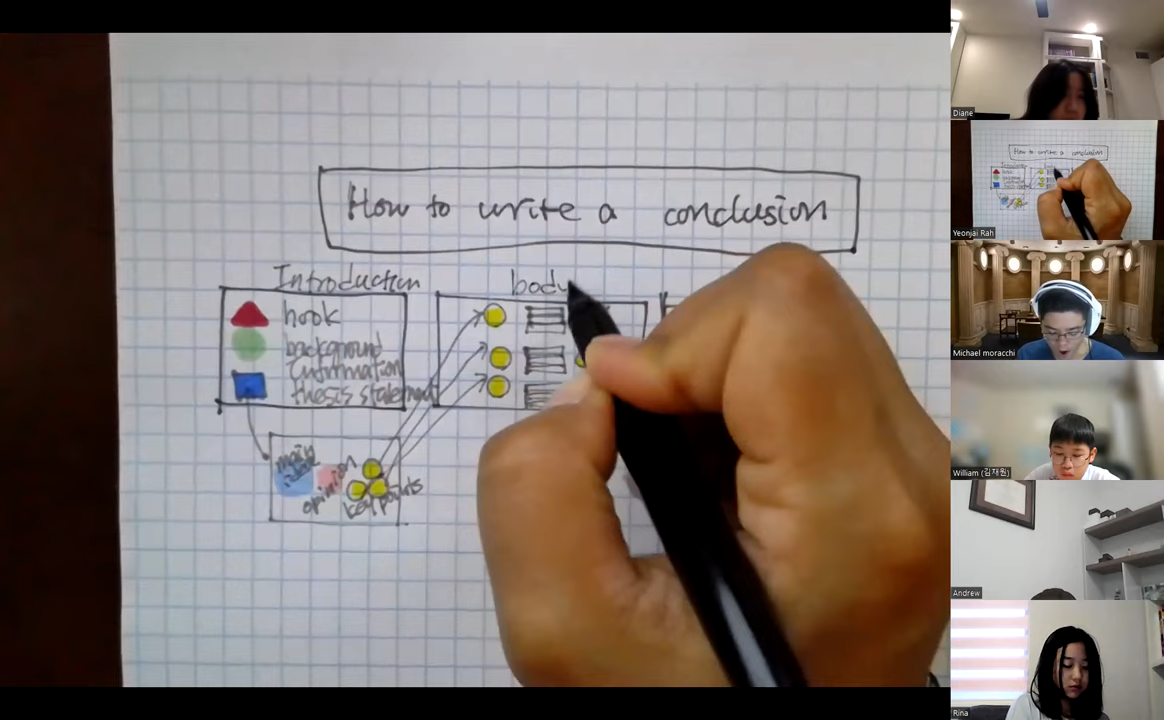 How to write a conclusion
Introduction
body
hook
background
information
thesis statement
main
opinion
key points
Diane
Yeonjai Rah
Michael moracchi
William (김재원)
Andrew
Rina